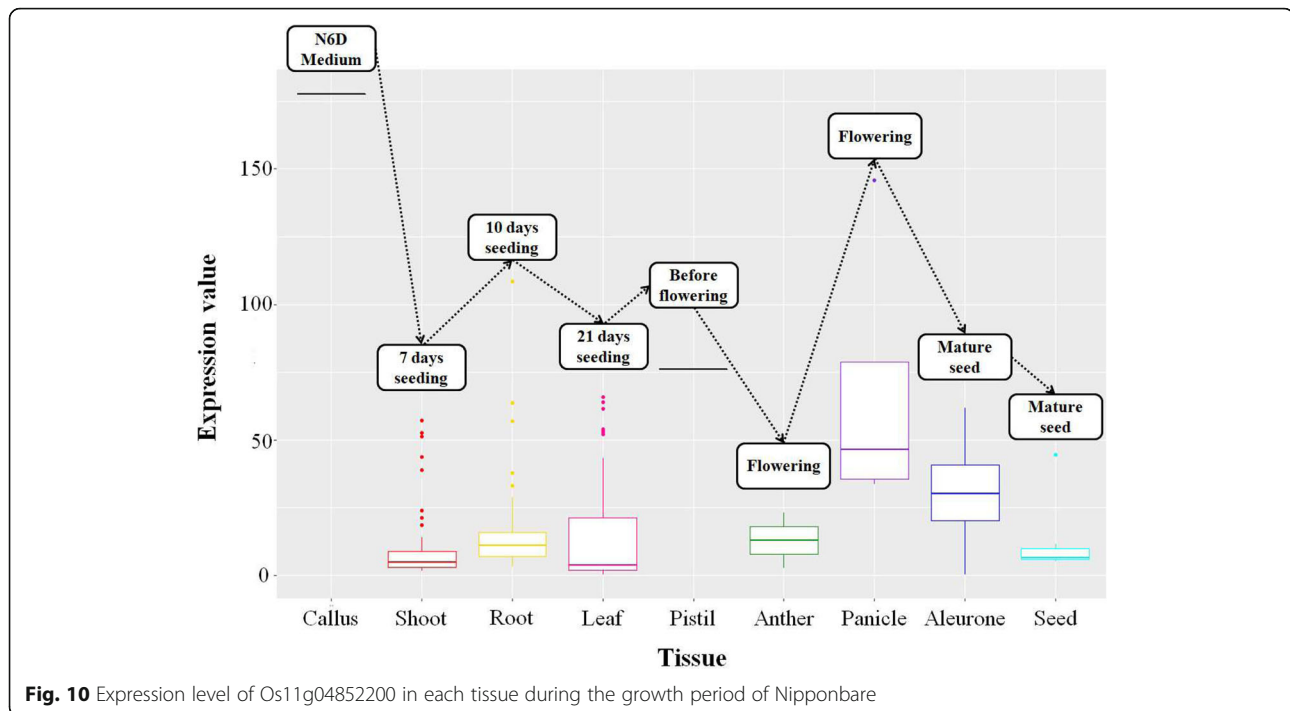 N6D
Medium
Flowering
150
10 days
seeding
Before
flowering
100
7 days
seeding
21 days
seeding
Mature
seed
Mature
seed
50
Flowering
0
Expression value
Callus Shoot Root Leaf Pistil Anther Panicle Aleurone Seed
Tissue
Fig. 10 Expression level of Os11g04852200 in each tissue during the growth period of Nipponbare